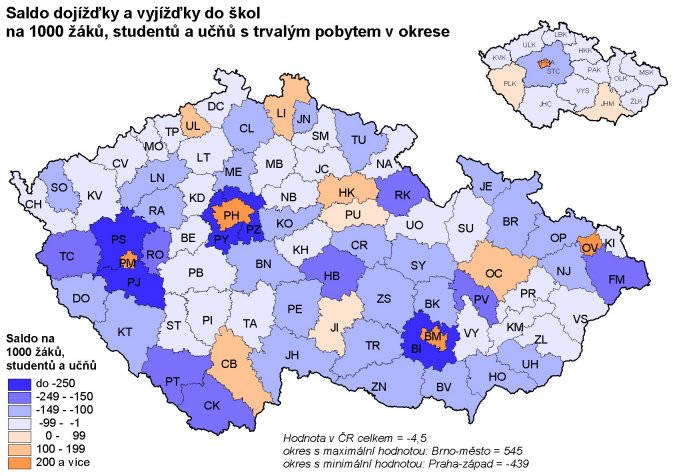 Saldo dojížďky a vyjížďky do škol
na 1000 žáků, studentů a učňů s trvalým pobytem v okrese
LBK
ULK
HKK
KVK
PAK
STC
MSK
OLK
PLK
VYS
ZLK
JHC
JHM
DC
LI
UL
TP
CL
JN
MO
SM
TU
LT
CV
MB
JC
NA
ME
SO
LN
JE
CH
KV
KD
NB
HK
RK
RA
PH
PU
BR
KO
UO
SU
PS
BE
PY
PZ
OP
OV
KI
KH
CR
TC
RO
PM
BN
SY
OC
PB
HB
NJ
FM
PJ
DO
PR
ZS
BK
PV
PE
VS
ST
PI
TA
JI
KT
BM
VY
KM
TR
BI
ZL
JH
CB
UH
PT
HO
ZN
BV
CK
Saldo na
1000 žáků,
studentů a učňů
do -250
-249 - -150
-149 - -100
-99 - -1
0 - 99
100 - 199
200 a více
Hodnota v ČR celkem = -4,5
okres s maximální hodnotou: Brno-město = 545
okres s minimální hodnotou: Praha-západ = -439